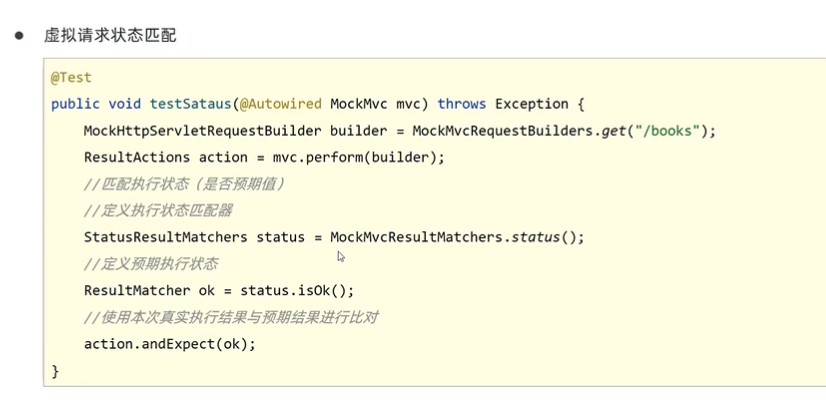 虚拟请求状态匹配
@Test
public void testSataus(@Autowired MockMvc mvc) throws Exception {
MockHttpServletRequestBuilder builder = MockMvcRequestBuilders.get("/books");
ResultActions action = mvc.perform(builder);
//匹配执行状态（是否预期值）
//定义执行状态匹配器
StatusResultMatchers status = MockMvcResultMatchers.status();
//定义预期执行状态
ResultMatcher ok = status.isOk();
//使用本次真实执行结果与预期结果进行比对
action.andExpect(ok);
}